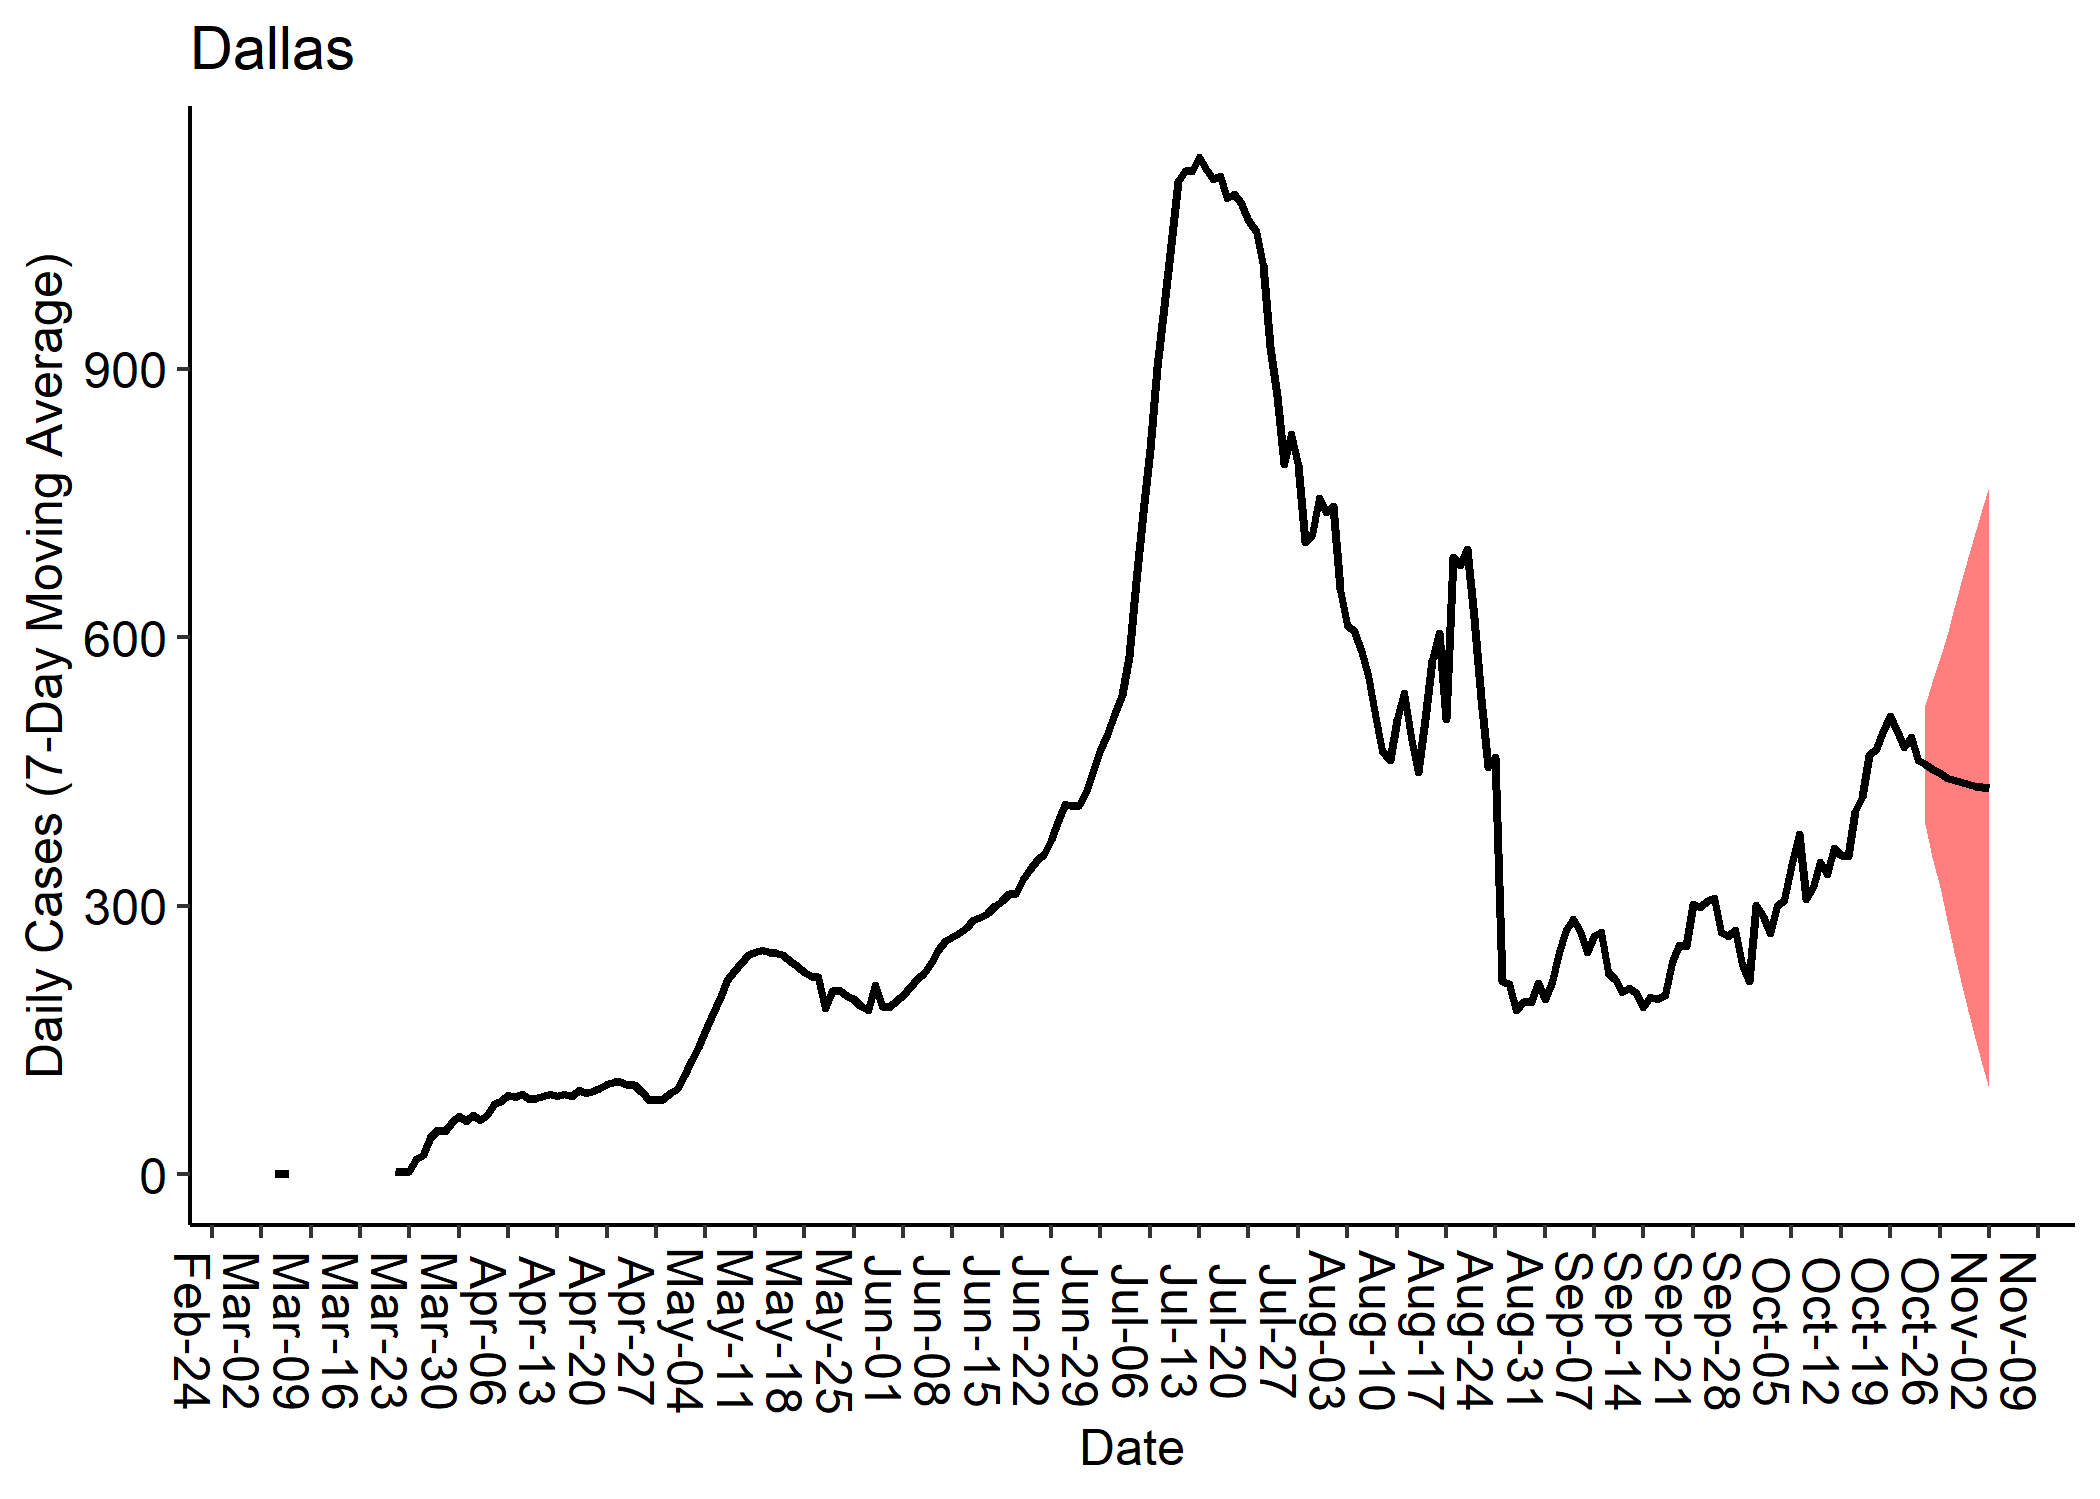 Dallas
Daily Cases (7-Day Moving Average)
900
600
300
0
Feb-24
Mar-02
Mar-09
Mar-16
Mar-23
Mar-30
Apr-06
Apr-13
Apr-20
Apr-27
May-04
May-11
May-18
May-25
Jun-01
Jun-08
Jun-15
Jun-22
Jun-29
Jul-06
Jul-13
Jul-20
Jul-27
Aug-03
Aug-10
Aug-17
Aug-24
Aug-31
Sep-07
Sep-14
Sep-21
Sep-28
Oct-05
Oct-12
Oct-19
Oct-26
Nov-02
Nov-09
Date